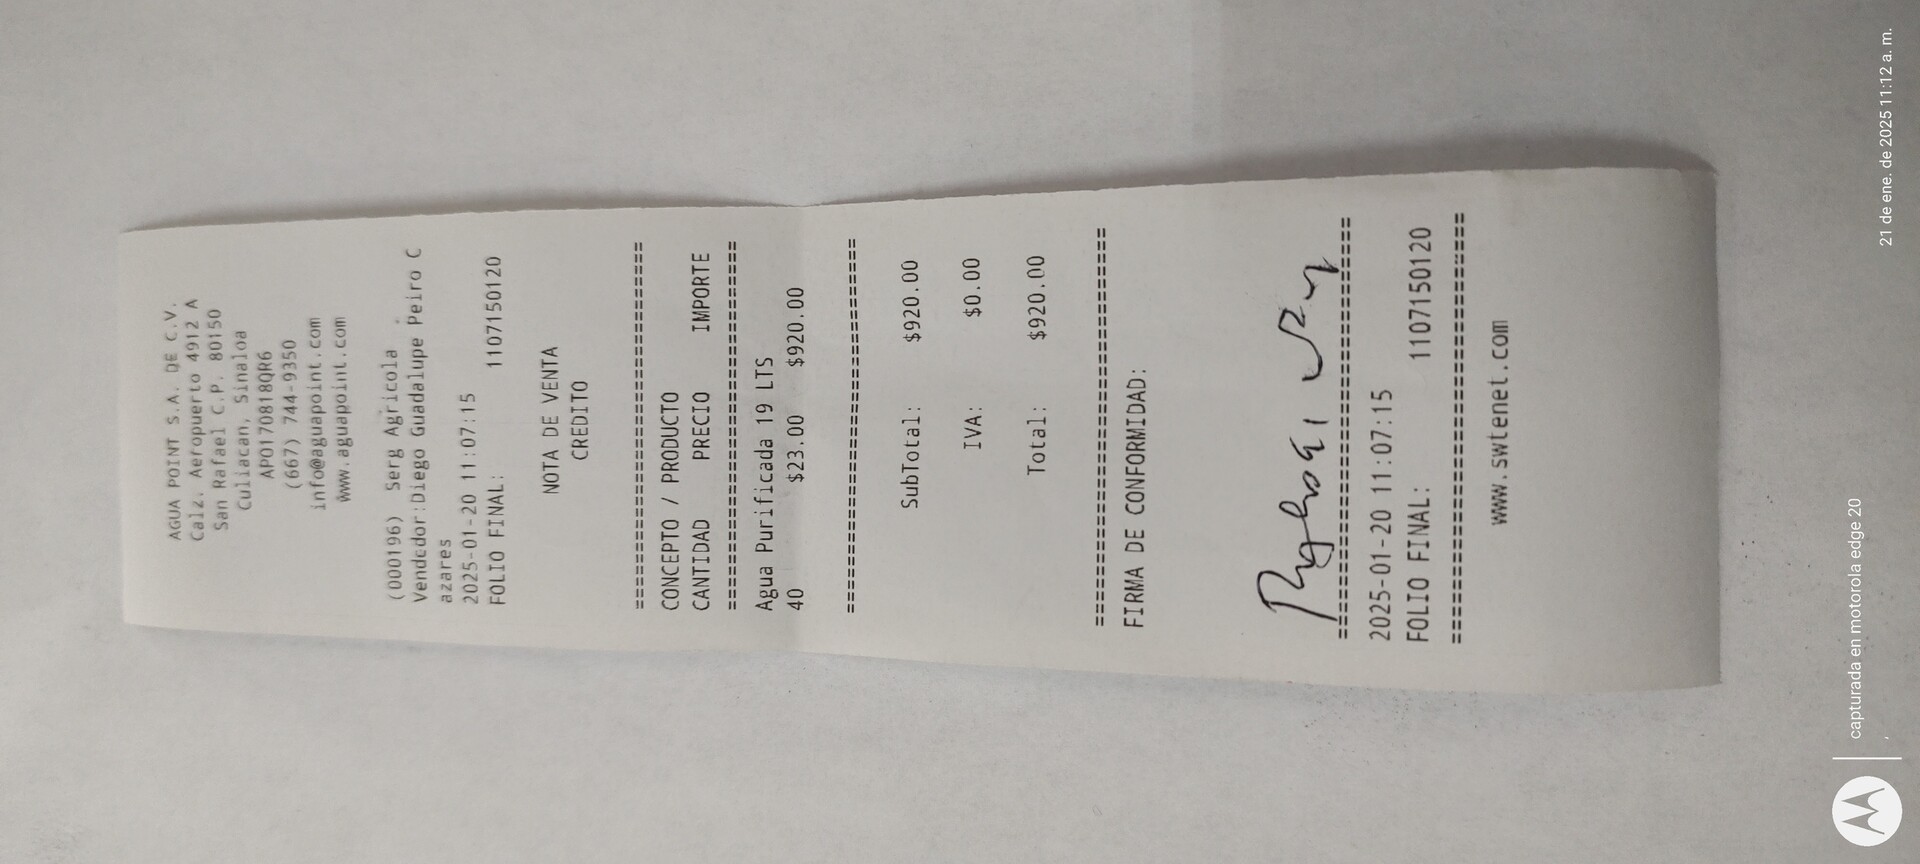 AGUA POINT S.A. DE C.V.
Calz. Aeropuerto 4912 A
San Rafael C.P. 80150
Culiacan, Sinaloa
APO170818QR6
(667) 744-9350
info@aguapoint.com
www.aguapoint.com
(000196) Serg Agricola
Vendedor:Diego Guadalupe Peiro C
azares
2025-01-20 11:07:15
FOLIO FINAL: 1107150120
NOTA DE VENTA
CREDITO
================================
CONCEPTO / PRODUCTO
CANTIDAD PRECIO IMPORTE
================================
Agua Purificada 19 LTS
40 $23.00 $920.00
================================
SubTotal: $920.00
IVA: $0.00
Total: $920.00
================================
FIRMA DE CONFORMIDAD:
================================
2025-01-20 11:07:15
FOLIO FINAL: 1107150120
================================
www.swtenet.com
capturada en motorola edge 20
21 de ene. de 2025 11:12 a. m.